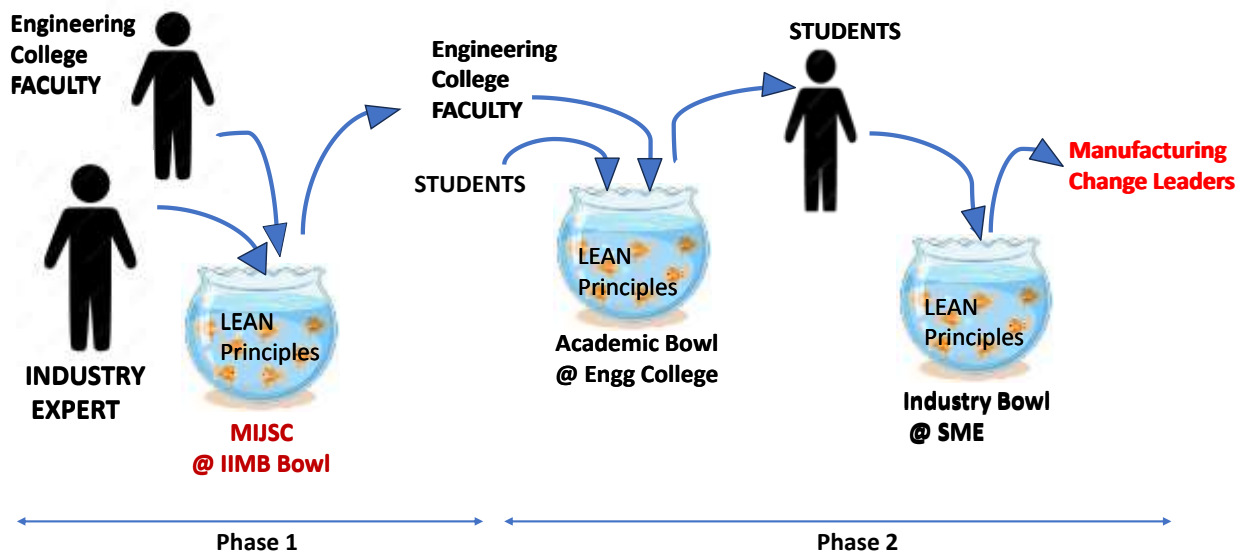 Engineering
College
FACULTY
INDUSTRY
EXPERT
LEAN
Principles
MIJSC
@ IIMB Bowl
Engineering
College
FACULTY
STUDENTS
LEAN
Principles
Academic Bowl
@ Engg College
STUDENTS
LEAN
Principles
Industry Bowl
@ SME
Manufacturing
Change Leaders
Phase 1
Phase 2